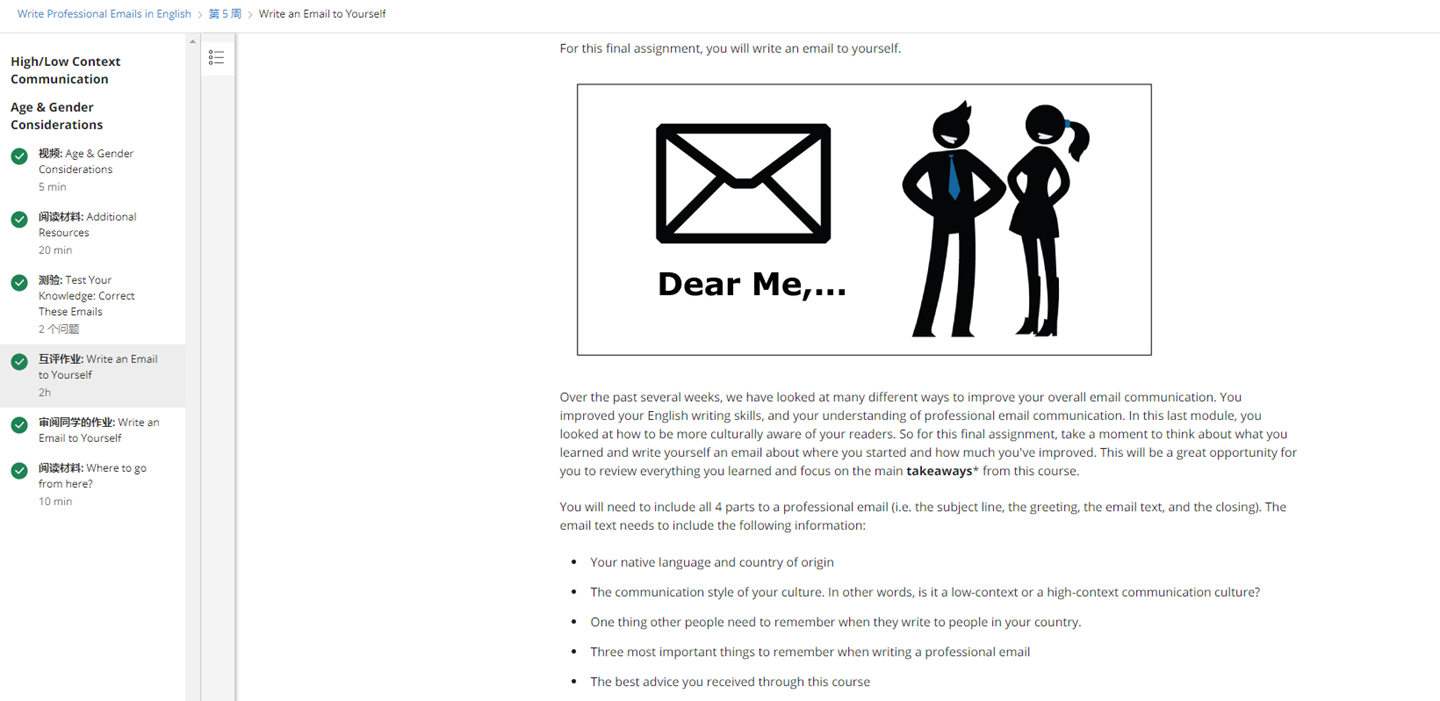 Write Professional Emails in English > 第 5 周 > Write an Email to Yourself
High/Low Context
Communication
Age & Gender
Considerations
视频: Age & Gender
Considerations
5 min
阅读材料: Additional
Resources
20 min
测验: Test Your
Knowledge: Correct
These Emails
2 个问题
互评作业: Write an Email
to Yourself
2h
审阅同学的作业: Write an
Email to Yourself
阅读材料: Where to go
from here?
10 min
For this final assignment, you will write an email to yourself.
Dear Me,...
Over the past several weeks, we have looked at many different ways to improve your overall email communication. You
improved your English writing skills, and your understanding of professional email communication. In this last module, you
looked at how to be more culturally aware of your readers. So for this final assignment, take a moment to think about what you
learned and write yourself an email about where you started and how much you've improved. This will be a great opportunity for
you to review everything you learned and focus on the main takeaways* from this course.
You will need to include all 4 parts to a professional email (i.e. the subject line, the greeting, the email text, and the closing). The
email text needs to include the following information:
• Your native language and country of origin
• The communication style of your culture. In other words, is it a low-context or a high-context communication culture?
• One thing other people need to remember when they write to people in your country.
• Three most important things to remember when writing a professional email
• The best advice you received through this course